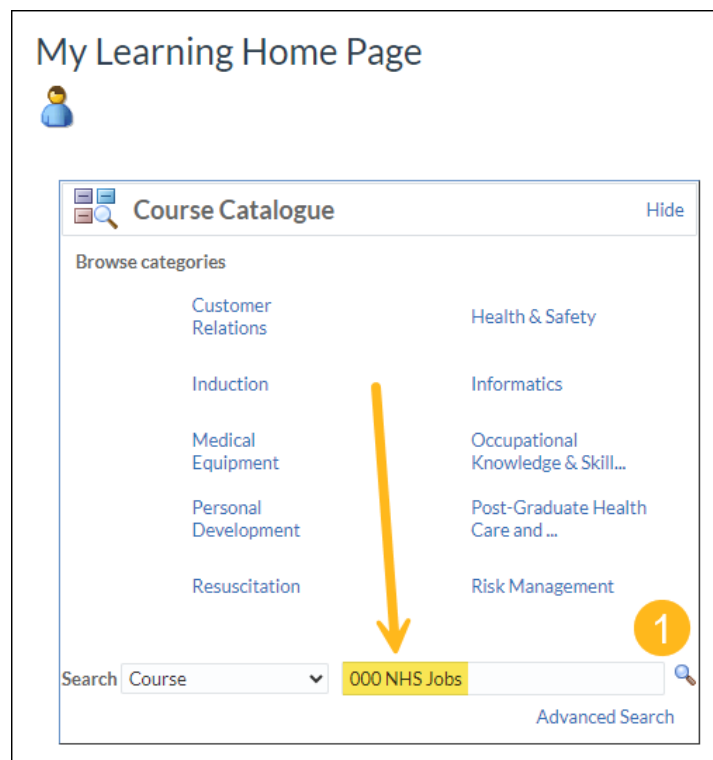 My Learning Home Page
Course Catalogue
Hide
Browse categories
Customer
Relations
Health & Safety
Induction
Informatics
Medical
Equipment
Occupational
Knowledge & Skill...
Personal
Development
Post-Graduate Health
Care and ...
Resuscitation
Risk Management
1
Search Course 000 NHS Jobs
Advanced Search